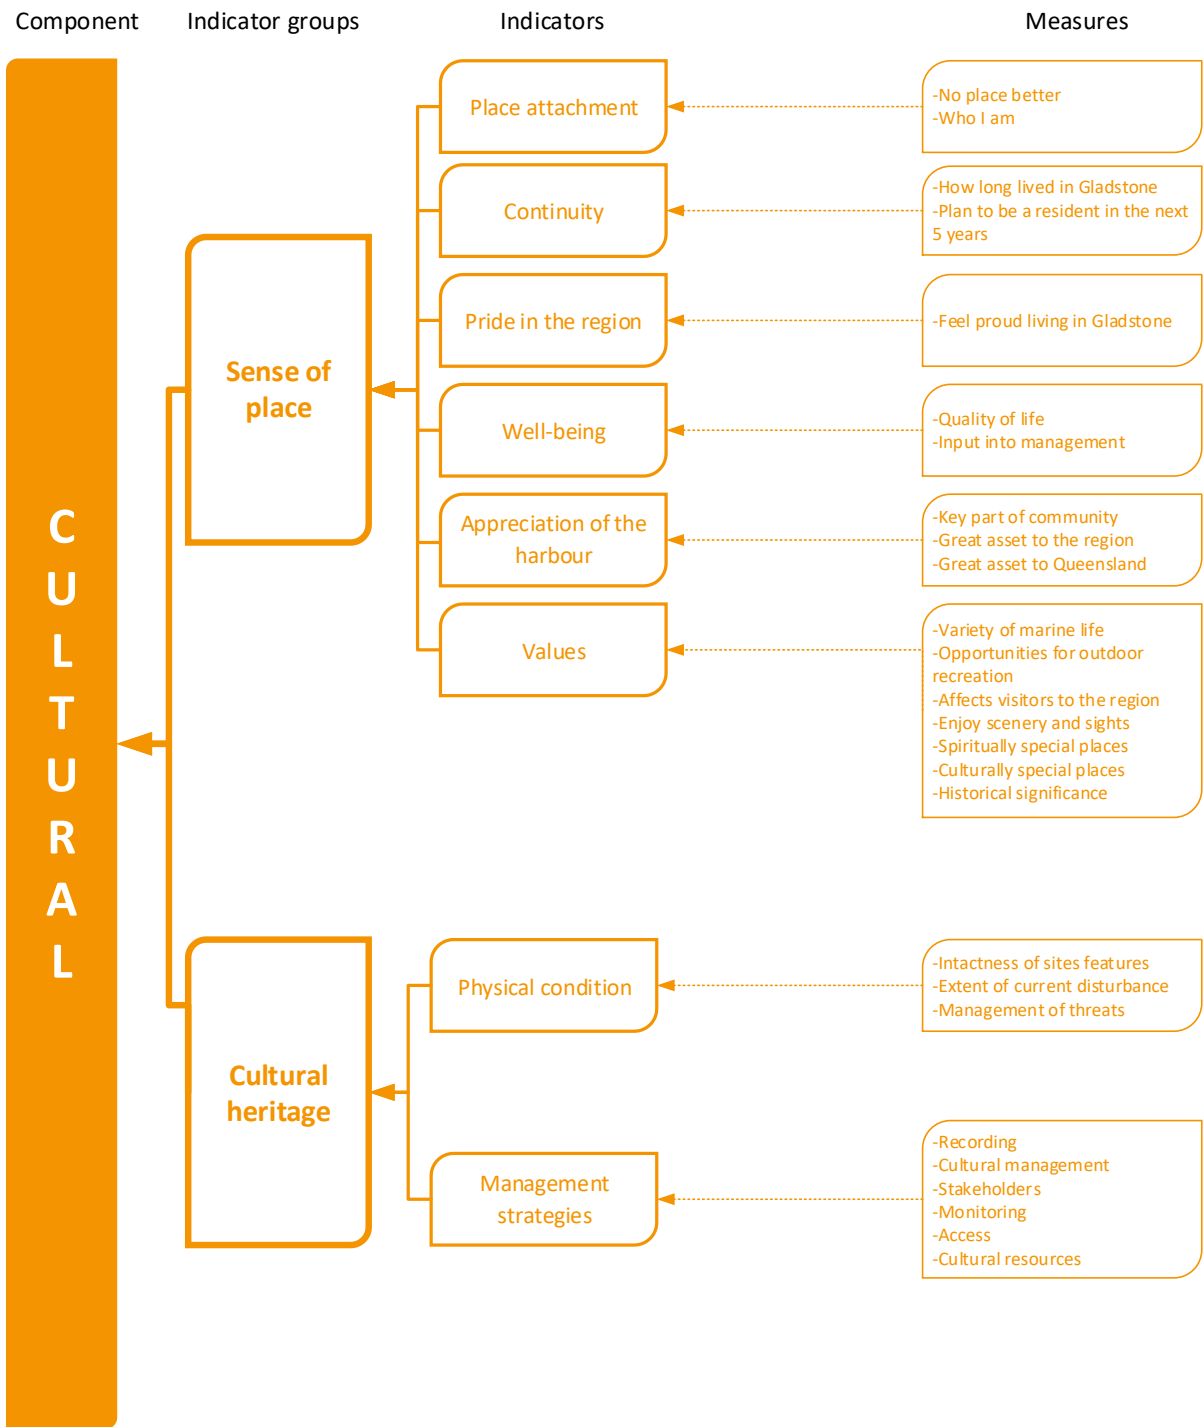 Component
Indicator groups
Indicators
Measures
CULTURAL
Sense of
place
Place attachment
-No place better
-Who I am
Continuity
-How long lived in Gladstone
-Plan to be a resident in the next
5 years
Pride in the region
-Feel proud living in Gladstone
Well-being
-Quality of life
-Input into management
Appreciation of the
harbour
-Key part of community
-Great asset to the region
-Great asset to Queensland
Values
-Variety of marine life
-Opportunities for outdoor
recreation
-Affects visitors to the region
-Enjoy scenery and sights
-Spiritually special places
-Culturally special places
-Historical significance
Cultural
heritage
Physical condition
-Intactness of sites features
-Extent of current disturbance
-Management of threats
Management
strategies
-Recording
-Cultural management
-Stakeholders
-Monitoring
-Access
-Cultural resources